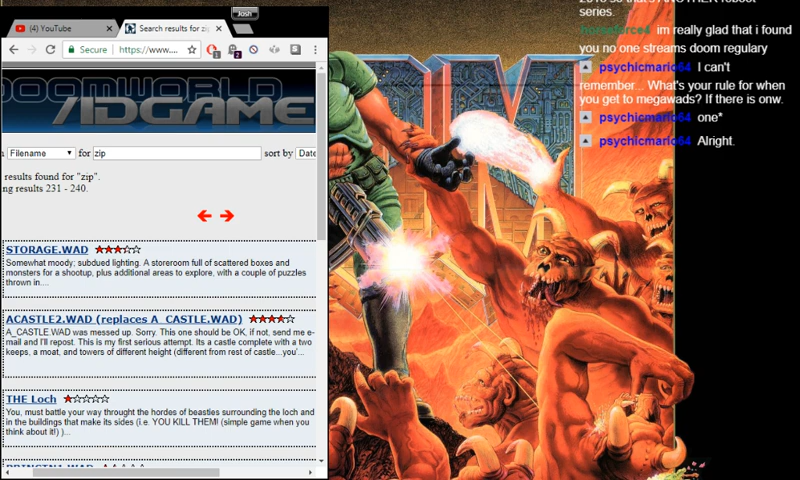 Josh
(4) YouTube
Search results for zip
Secure https://www....
DOOMWORLD
/IDGAME
Filename for zip sort by Date
results found for "zip".
ng results 231 - 240.
STORAGE.WAD
Somewhat moody; subdued lighting. A storeroom full of scattered boxes and
monsters for a shootup, plus additional areas to explore, with a couple of puzzles
thrown in....
ACASTLE2.WAD (replaces A_CASTLE.WAD)
A_CASTLE.WAD was messed up. Sorry. This one should be OK, if not, send me e-
mail and I'll repost. This is my first serious attempt. Its a castle complete with a two
keeps, a moat, and towers of different height (different from rest of castle...you'...
THE Loch
You, must battle your way throught the hordes of beasties surrounding the loch and
in the buildings that make its sides (i.e. YOU KILL THEM! (simple game when you
think about it!) )...
series.
im really glad that i found
you no one streams doom regulary
psychicmario64 I can't
remember... What's your rule for when
you get to megawads? If there is onw.
psychicmario64 one*
psychicmario64 Alright.